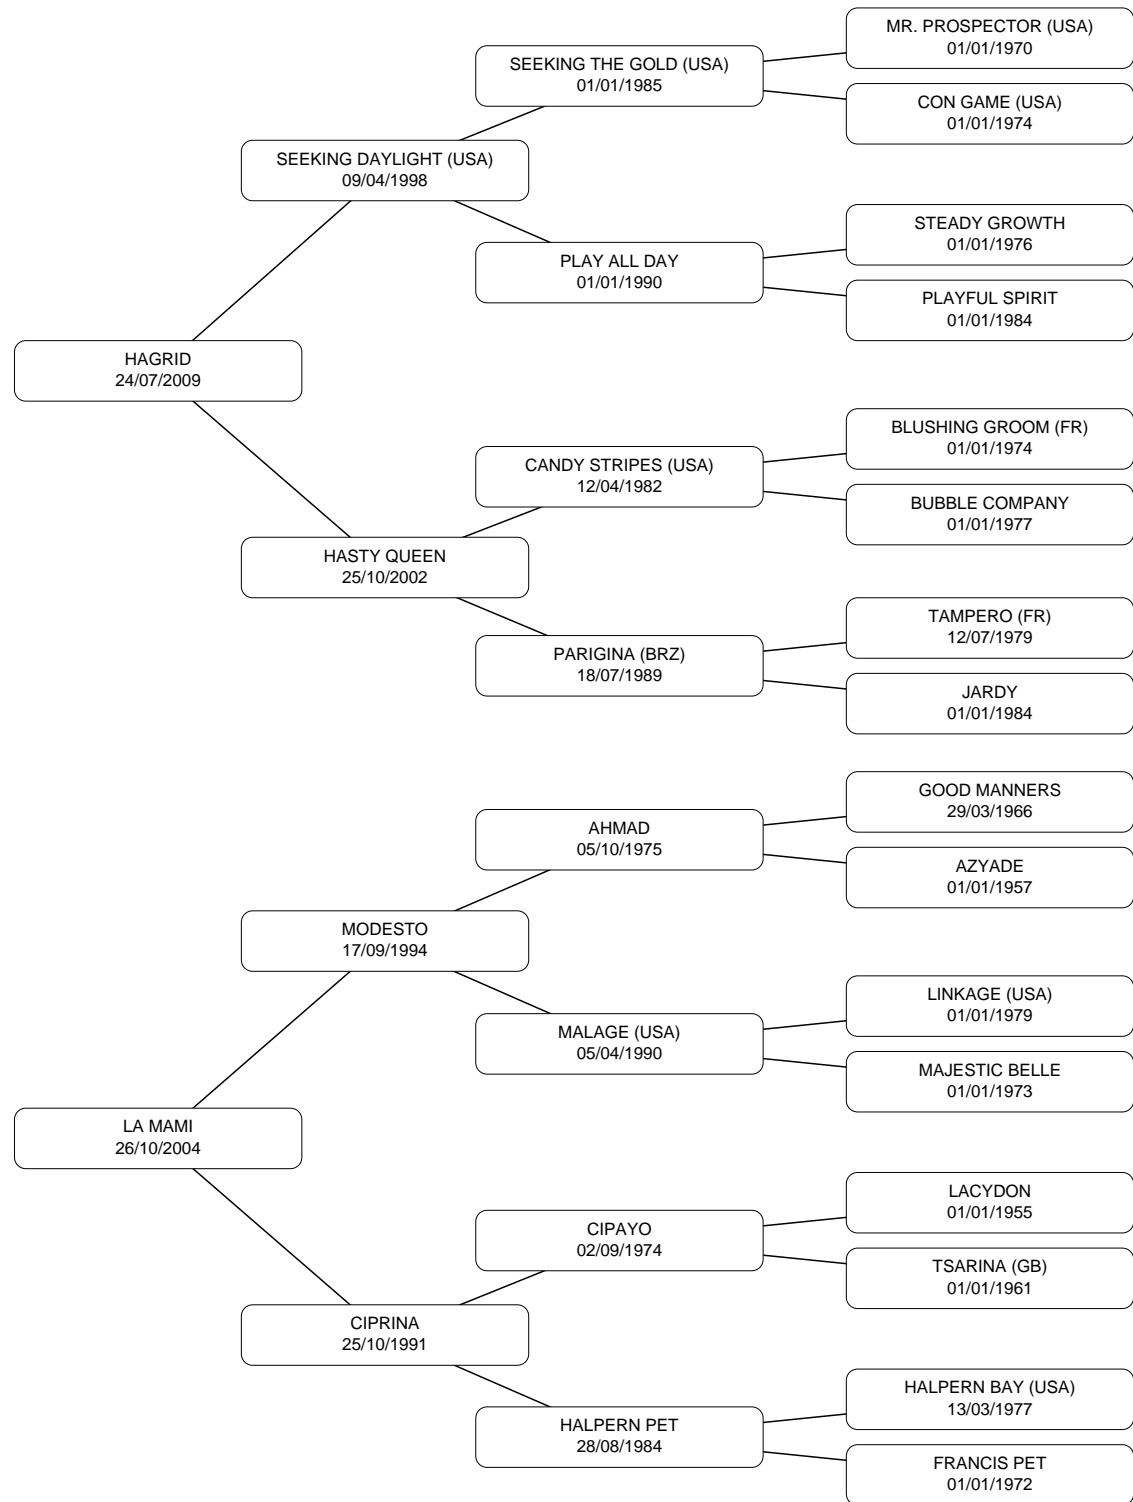 MR. PROSPECTOR (USA)
01/01/1970
SEEKING THE GOLD (USA)
01/01/1985
CON GAME (USA)
01/01/1974
SEEKING DAYLIGHT (USA)
09/04/1998
STEADY GROWTH
01/01/1976
PLAY ALL DAY
01/01/1990
PLAYFUL SPIRIT
01/01/1984
HAGRID
24/07/2009
BLUSHING GROOM (FR)
01/01/1974
CANDY STRIPES (USA)
12/04/1982
BUBBLE COMPANY
01/01/1977
HASTY QUEEN
25/10/2002
TAMPERO (FR)
12/07/1979
PARIGINA (BRZ)
18/07/1989
JARDY
01/01/1984
GOOD MANNERS
29/03/1966
AHMAD
05/10/1975
AZYADE
01/01/1957
MODESTO
17/09/1994
LINKAGE (USA)
01/01/1979
MALAGE (USA)
05/04/1990
MAJESTIC BELLE
01/01/1973
LA MAMI
26/10/2004
LACYDON
01/01/1955
CIPAYO
02/09/1974
TSARINA (GB)
01/01/1961
CIPRINA
25/10/1991
HALPERN BAY (USA)
13/03/1977
HALPERN PET
28/08/1984
FRANCIS PET
01/01/1972